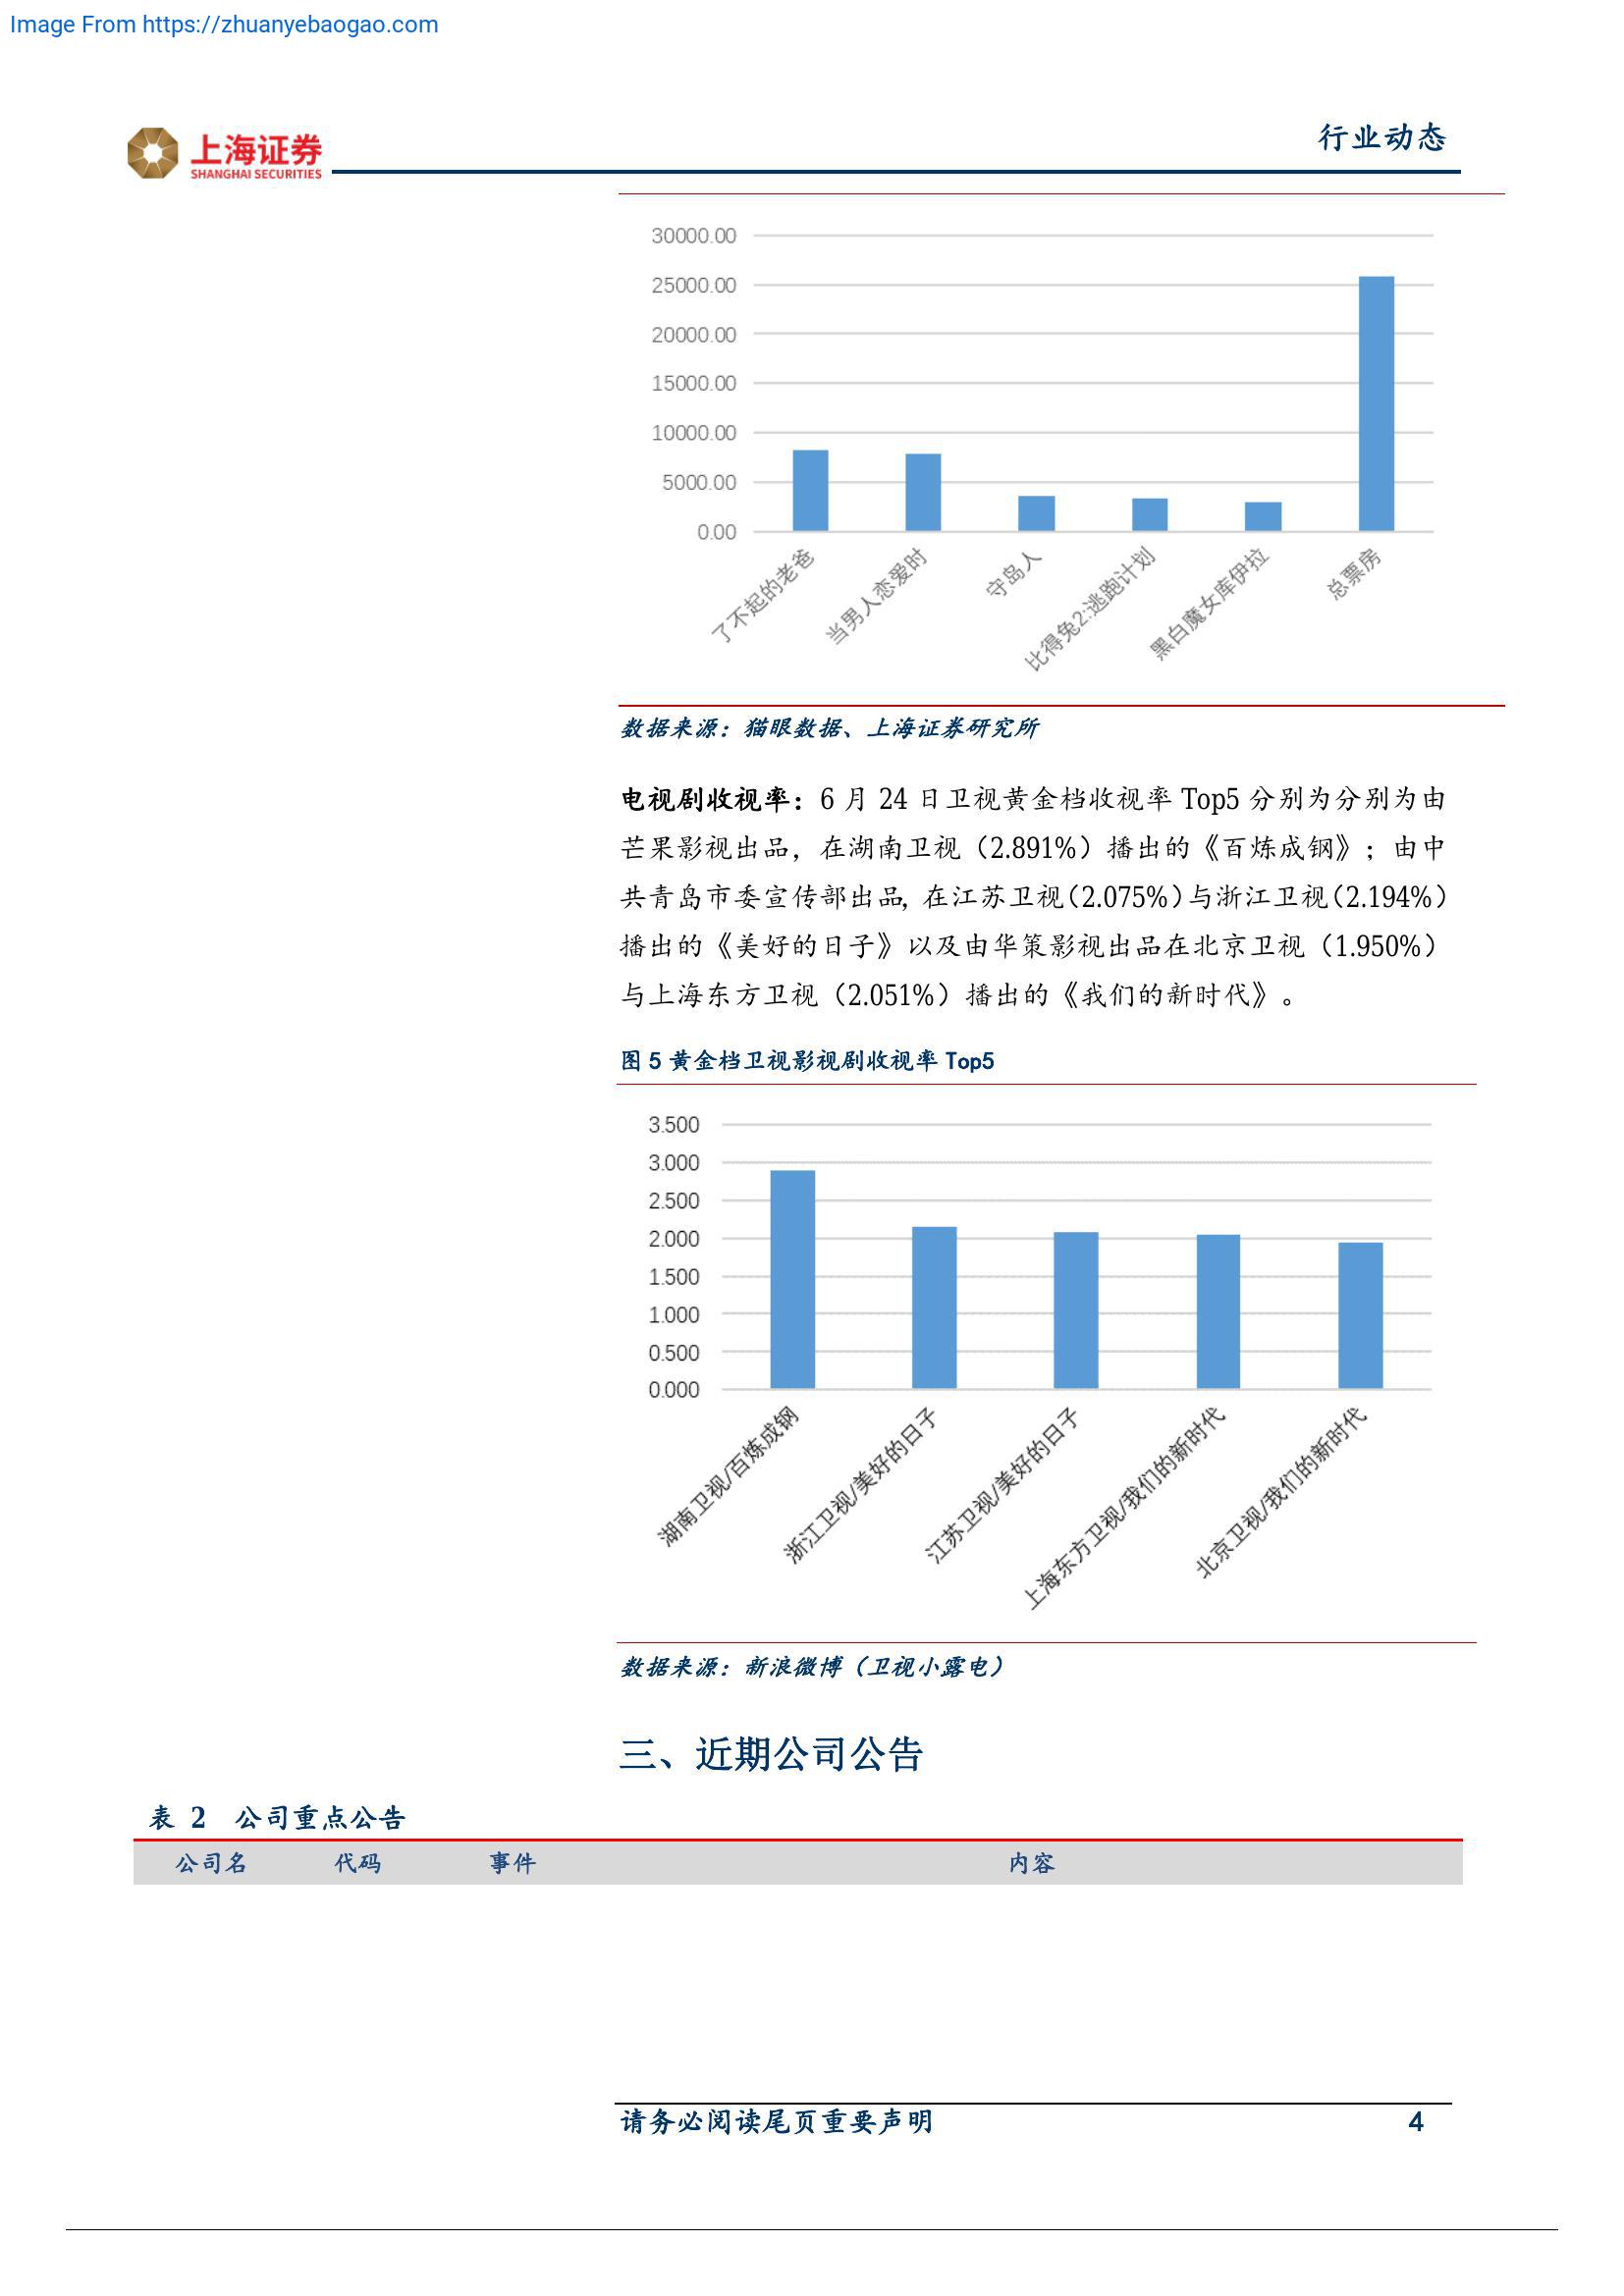 Image From https://zhuanyebaogao.com
上海证券
SHANGHAI SECURITIES
行业动态
30000.00
25000.00
20000.00
15000.00
10000.00
5000.00
0.00
了不起的老爸
当男人恋爱时
守岛人
比得兔2:逃跑计划
黑白魔女库伊拉
总票房
数据来源：猫眼数据、上海证券研究所
电视剧收视率：6 月 24 日卫视黄金档收视率 Top5 分别为分别为由
芒果影视出品，在湖南卫视（2.891%）播出的《百炼成钢》；由中
共青岛市委宣传部出品，在江苏卫视（2.075%）与浙江卫视（2.194%）
播出的《美好的日子》以及由华策影视出品在北京卫视（1.950%）
与上海东方卫视（2.051%）播出的《我们的新时代》。
图 5 黄金档卫视影视剧收视率 Top5
3.500
3.000
2.500
2.000
1.500
1.000
0.500
0.000
湖南卫视/百炼成钢
浙江卫视/美好的日子
江苏卫视/美好的日子
上海东方卫视/我们的新时代
北京卫视/我们的新时代
数据来源：新浪微博（卫视小露电）
三、近期公司公告
表 2 公司重点公告
公司名 代码 事件 内容
请务必阅读尾页重要声明 4